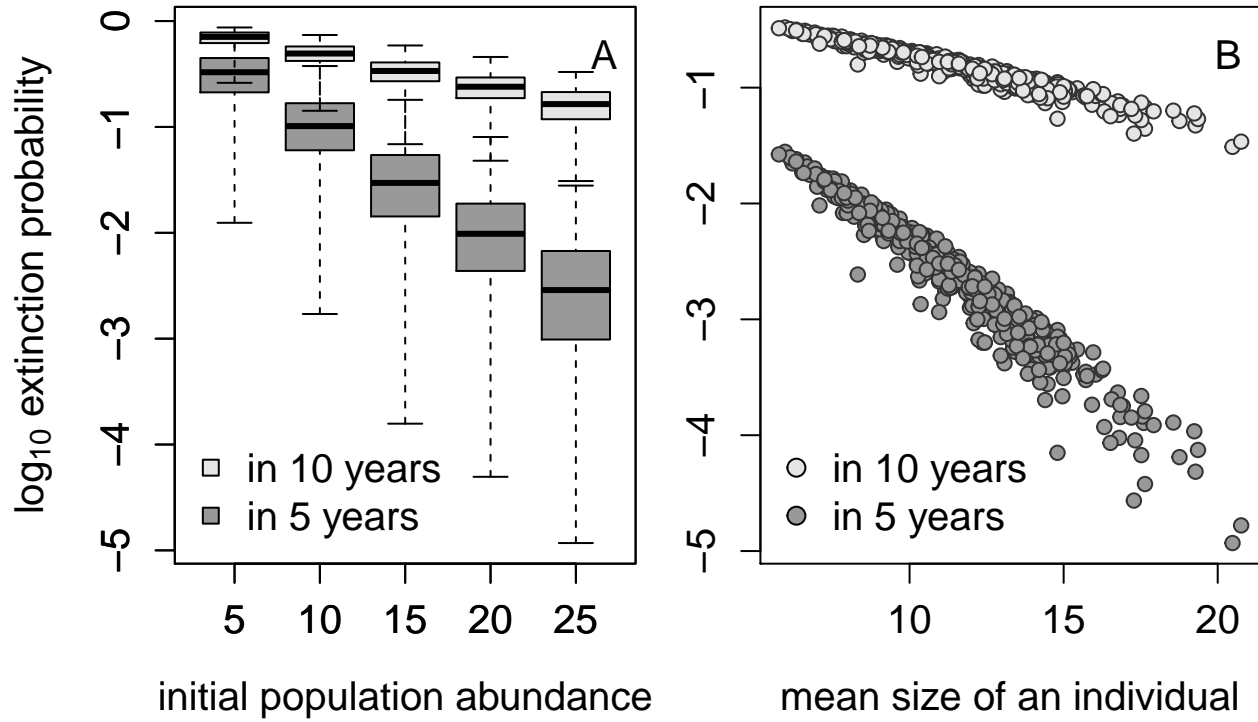 log₁₀ extinction probability
0
−1
−2
−3
−4
−5
A
in 10 years
in 5 years
5 10 15 20 25
initial population abundance
−1
−2
−3
−4
−5
B
in 10 years
in 5 years
10 15 20
mean size of an individual